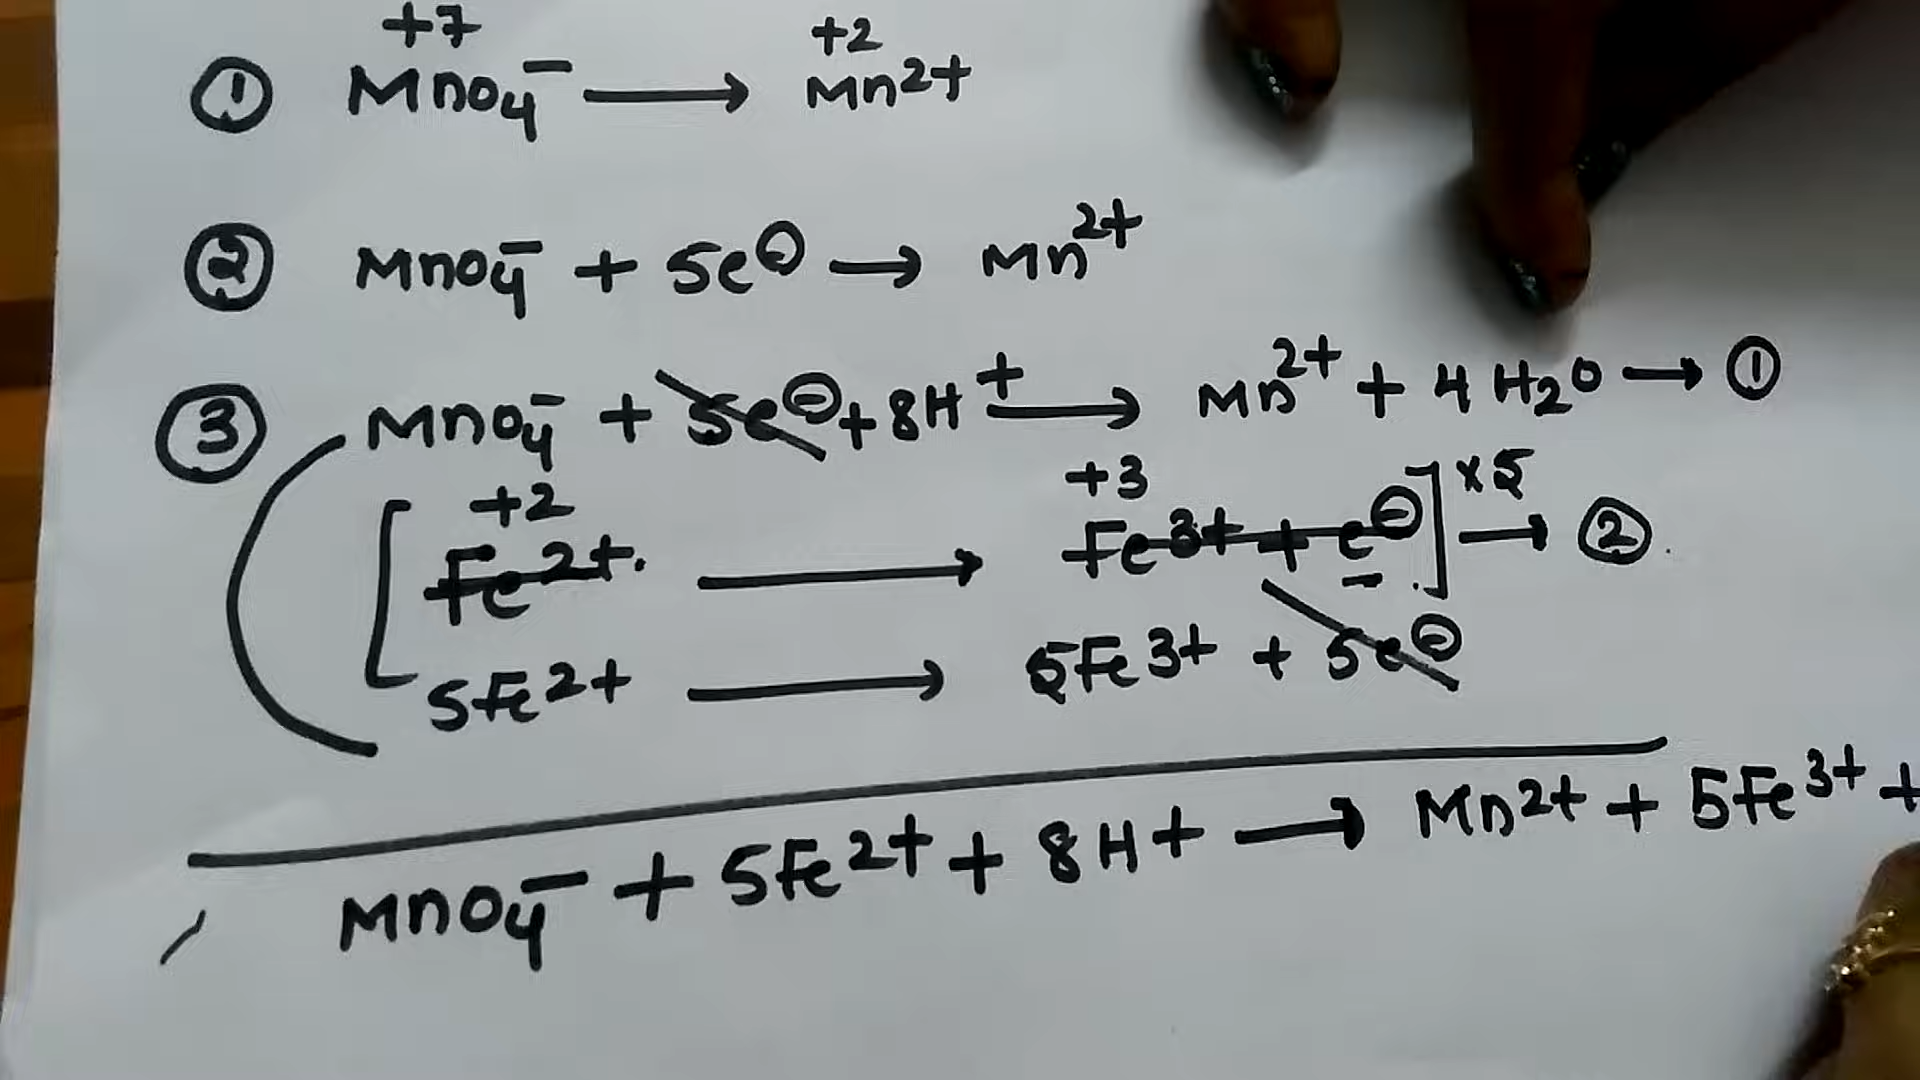 +7 +2
① MnO4⁻ → Mn2+
② MnO4⁻ + 5e⊖ → Mn²⁺
③ MnO4⁻ + 5e⊖ + 8H⁺ → Mn²⁺ + 4H2O → ①
+2 +3
[Fe²⁺. → Fe³⁺ + e⊖] ×5 → ②.
5Fe²⁺ → 5Fe³⁺ + 5e⊖
MnO4⁻ + 5Fe²⁺ + 8H⁺ → Mn²⁺ + 5Fe³⁺ +